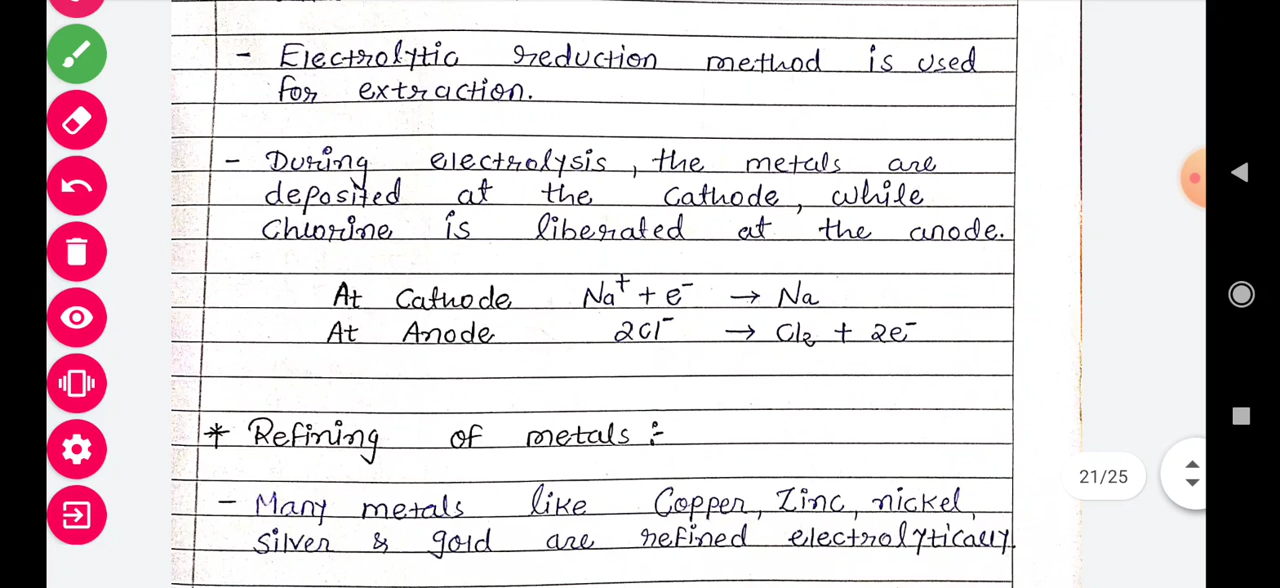 - Electrolytic reduction method is used
for extraction.
- During electrolysis, the metals are
deposited at the Cathode, while
Chlorine is liberated at the anode.
At Cathode Na⁺ + e⁻ → Na
At Anode 2Cl⁻ → Cl₂ + 2e⁻
* Refining of metals :-
- Many metals like Copper, Zinc, nickel,
Silver & gold are refined electrolytically.
21/25